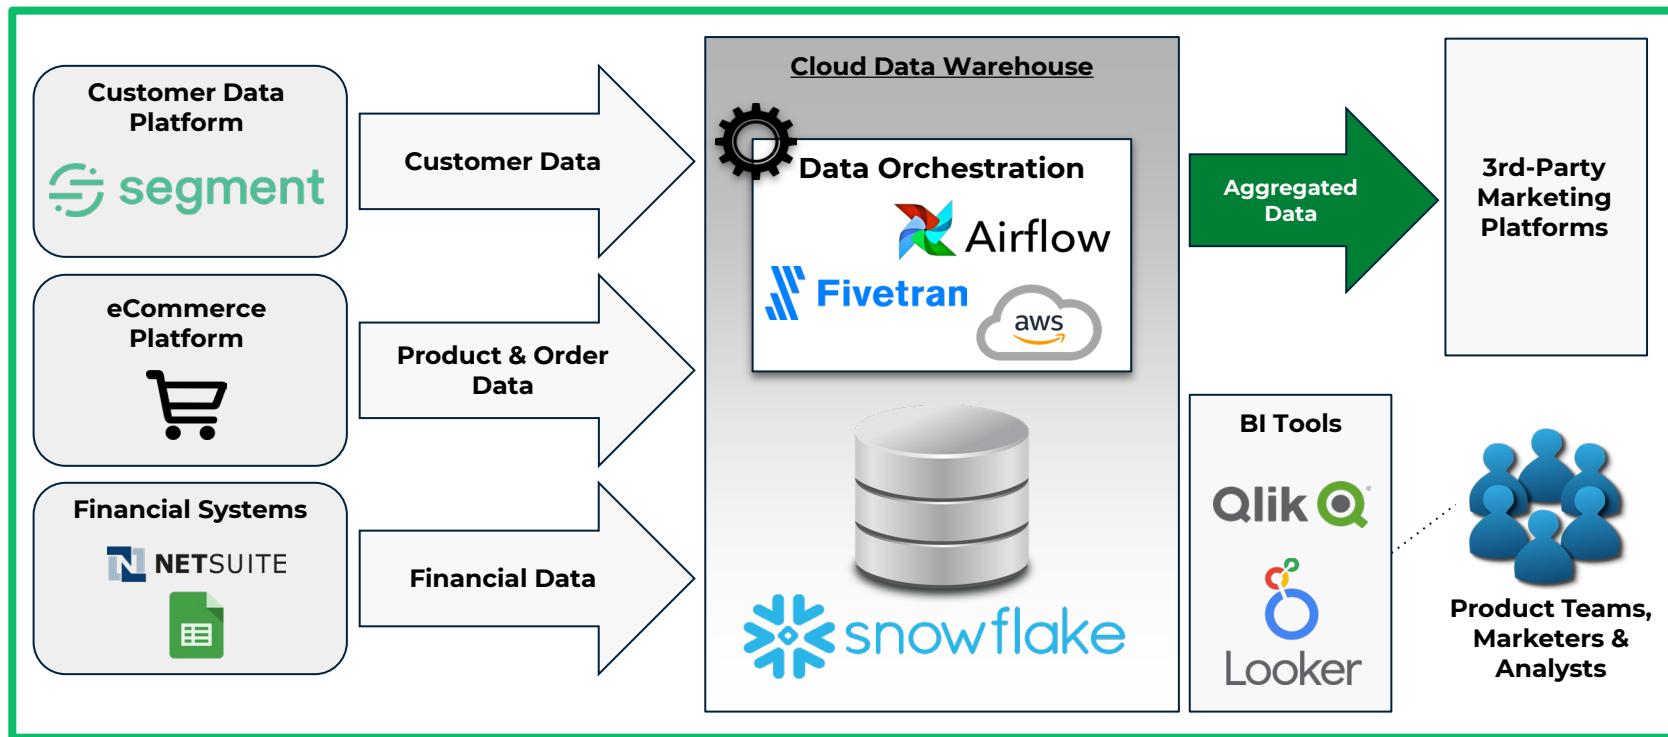 Customer Data
Platform
segment
Customer Data
eCommerce
Platform
Product & Order
Data
Financial Systems
NETSUITE
Financial Data
Cloud Data Warehouse
Data Orchestration
Airflow
Fivetran
aws
snowflake
Aggregated
Data
3rd-Party
Marketing
Platforms
BI Tools
Qlik
Looker
Product Teams,
Marketers &
Analysts